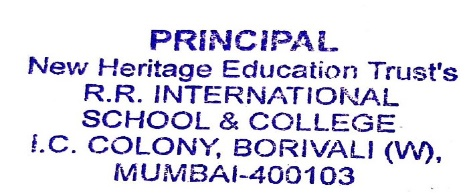 PRINCIPAL
New Heritage Education Trust's
R.R. INTERNATIONAL
SCHOOL & COLLEGE
I.C. COLONY, BORIVALI (W),
MUMBAI-400103